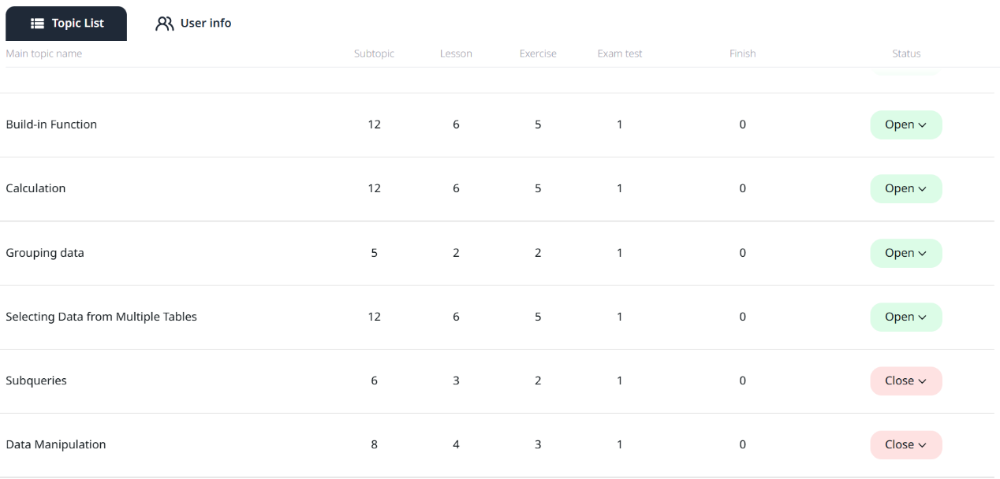 Topic List User info
Main topic name Subtopic Lesson Exercise Exam test Finish Status
Build-in Function 12 6 5 1 0 Open
Calculation 12 6 5 1 0 Open
Grouping data 5 2 2 1 0 Open
Selecting Data from Multiple Tables 12 6 5 1 0 Open
Subqueries 6 3 2 1 0 Close
Data Manipulation 8 4 3 1 0 Close